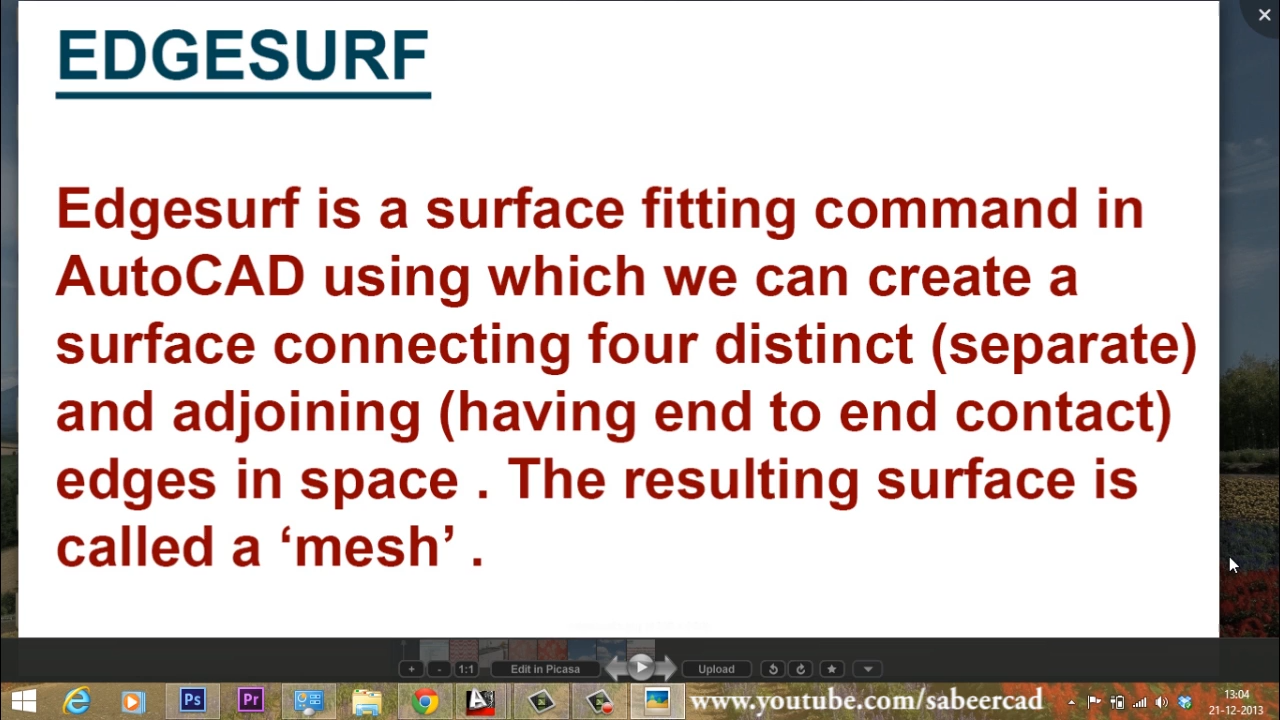 EDGESURF
Edgesurf is a surface fitting command in
AutoCAD using which we can create a
surface connecting four distinct (separate)
and adjoining (having end to end contact)
edges in space . The resulting surface is
called a ‘mesh’ .
+ - 1:1 Edit in Picasa Upload
Ps Pr www.youtube.com/sabeercad 13:04
21-12-2013